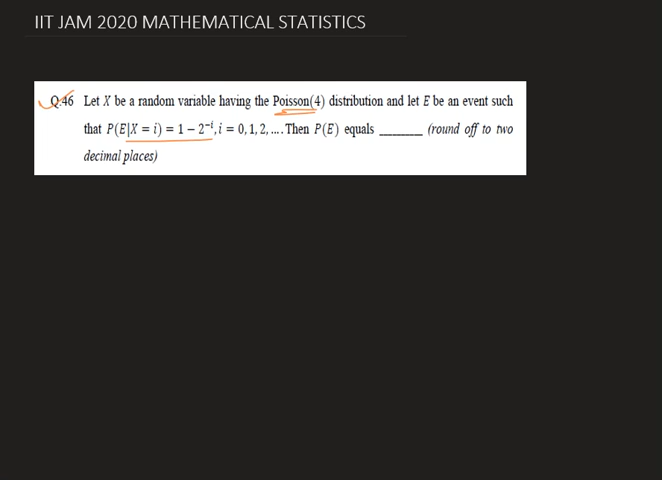 IIT JAM 2020 MATHEMATICAL STATISTICS
Q.46 Let X be a random variable having the Poisson(4) distribution and let E be an event such
that P(E|X = i) = 1 − 2⁻ⁱ, i = 0, 1, 2, .... Then P(E) equals ________ (round off to two
decimal places)